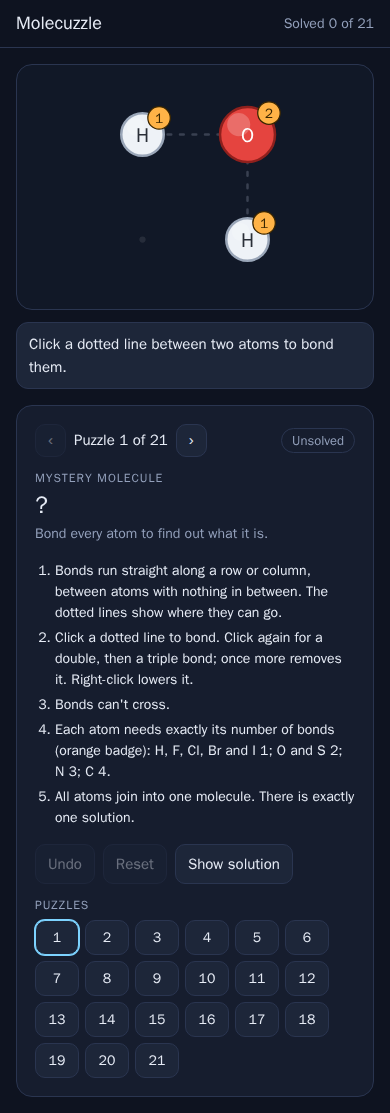 Molecuzzle
Solved 0 of 21
H 1
O 2
H 1
Click a dotted line between two atoms to bond
them.
‹ Puzzle 1 of 21 ›
Unsolved
MYSTERY MOLECULE
?
Bond every atom to find out what it is.
1. Bonds run straight along a row or column,
between atoms with nothing in between. The
dotted lines show where they can go.
2. Click a dotted line to bond. Click again for a
double, then a triple bond; once more removes
it. Right-click lowers it.
3. Bonds can't cross.
4. Each atom needs exactly its number of bonds
(orange badge): H, F, Cl, Br and I 1; O and S 2;
N 3; C 4.
5. All atoms join into one molecule. There is exactly
one solution.
Undo Reset Show solution
PUZZLES
1 2 3 4 5 6
7 8 9 10 11 12
13 14 15 16 17 18
19 20 21